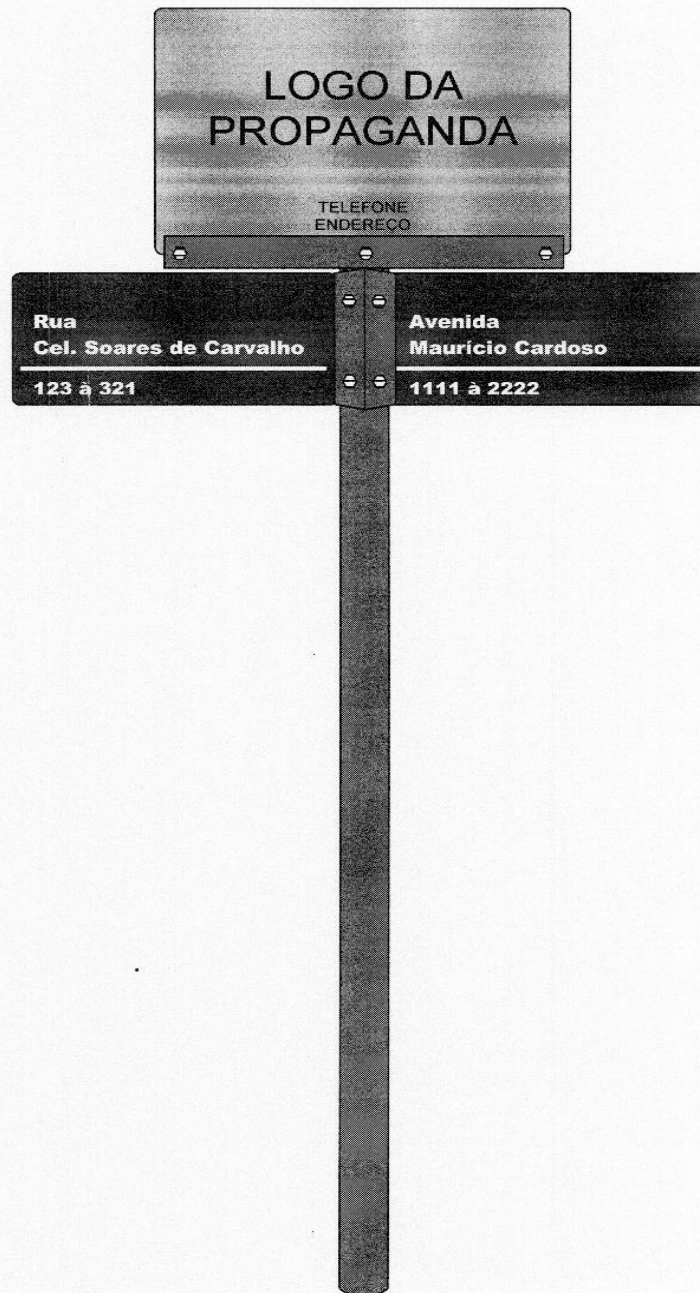 LOGO DA
PROPAGANDA
TELEFONE
ENDEREÇO
Rua
Cel. Soares de Carvalho
123 à 321
Avenida
Maurício Cardoso
1111 à 2222